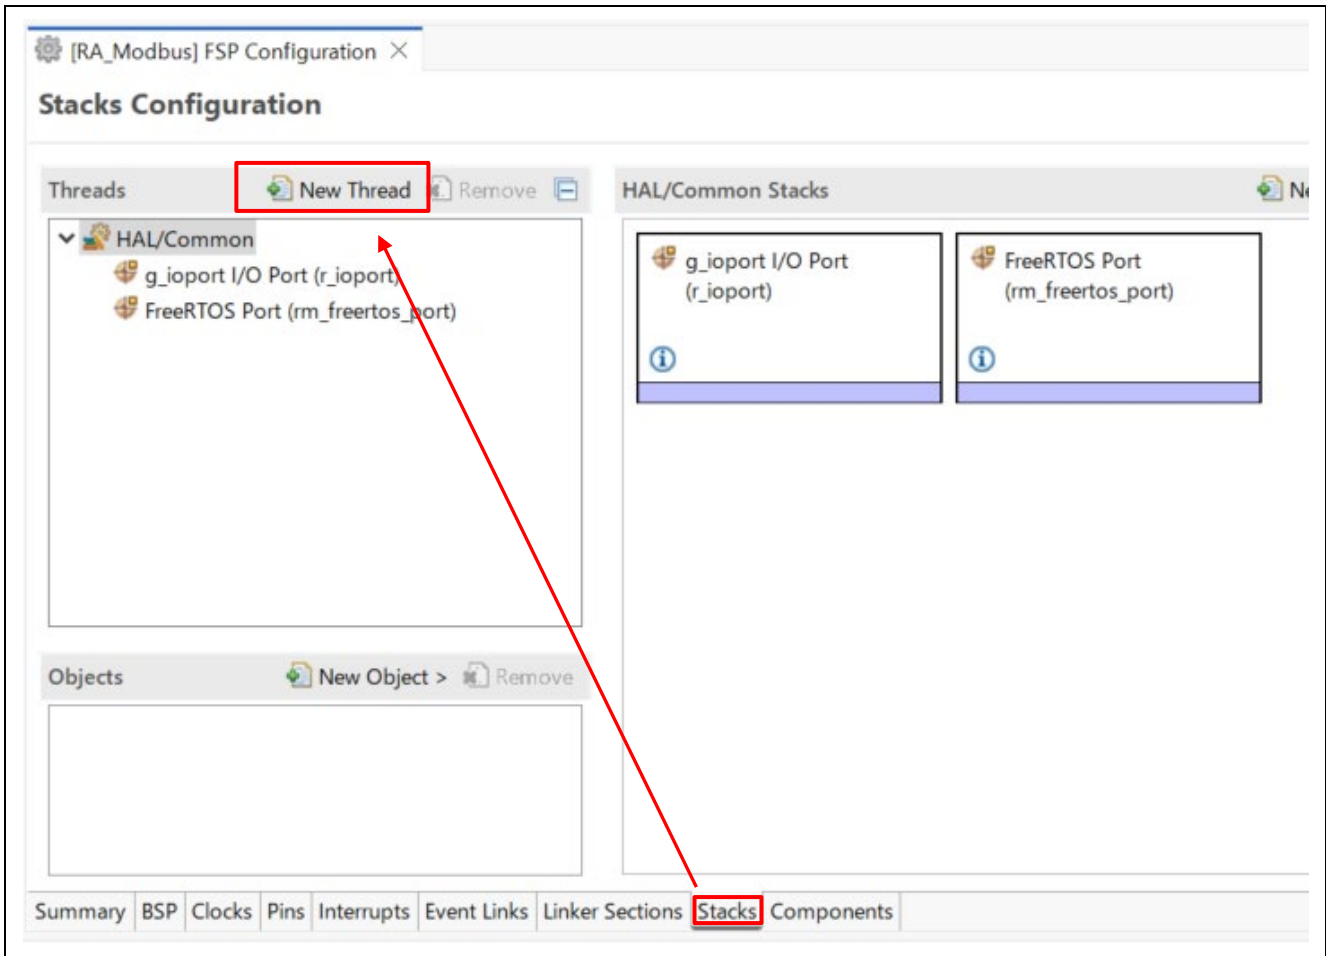 [RA_Modbus] FSP Configuration
Stacks Configuration
Threads New Thread Remove
HAL/Common
g_ioport I/O Port (r_ioport)
FreeRTOS Port (rm_freertos_port)
HAL/Common Stacks
g_ioport I/O Port
(r_ioport)
FreeRTOS Port
(rm_freertos_port)
Objects New Object > Remove
Summary BSP Clocks Pins Interrupts Event Links Linker Sections Stacks Components